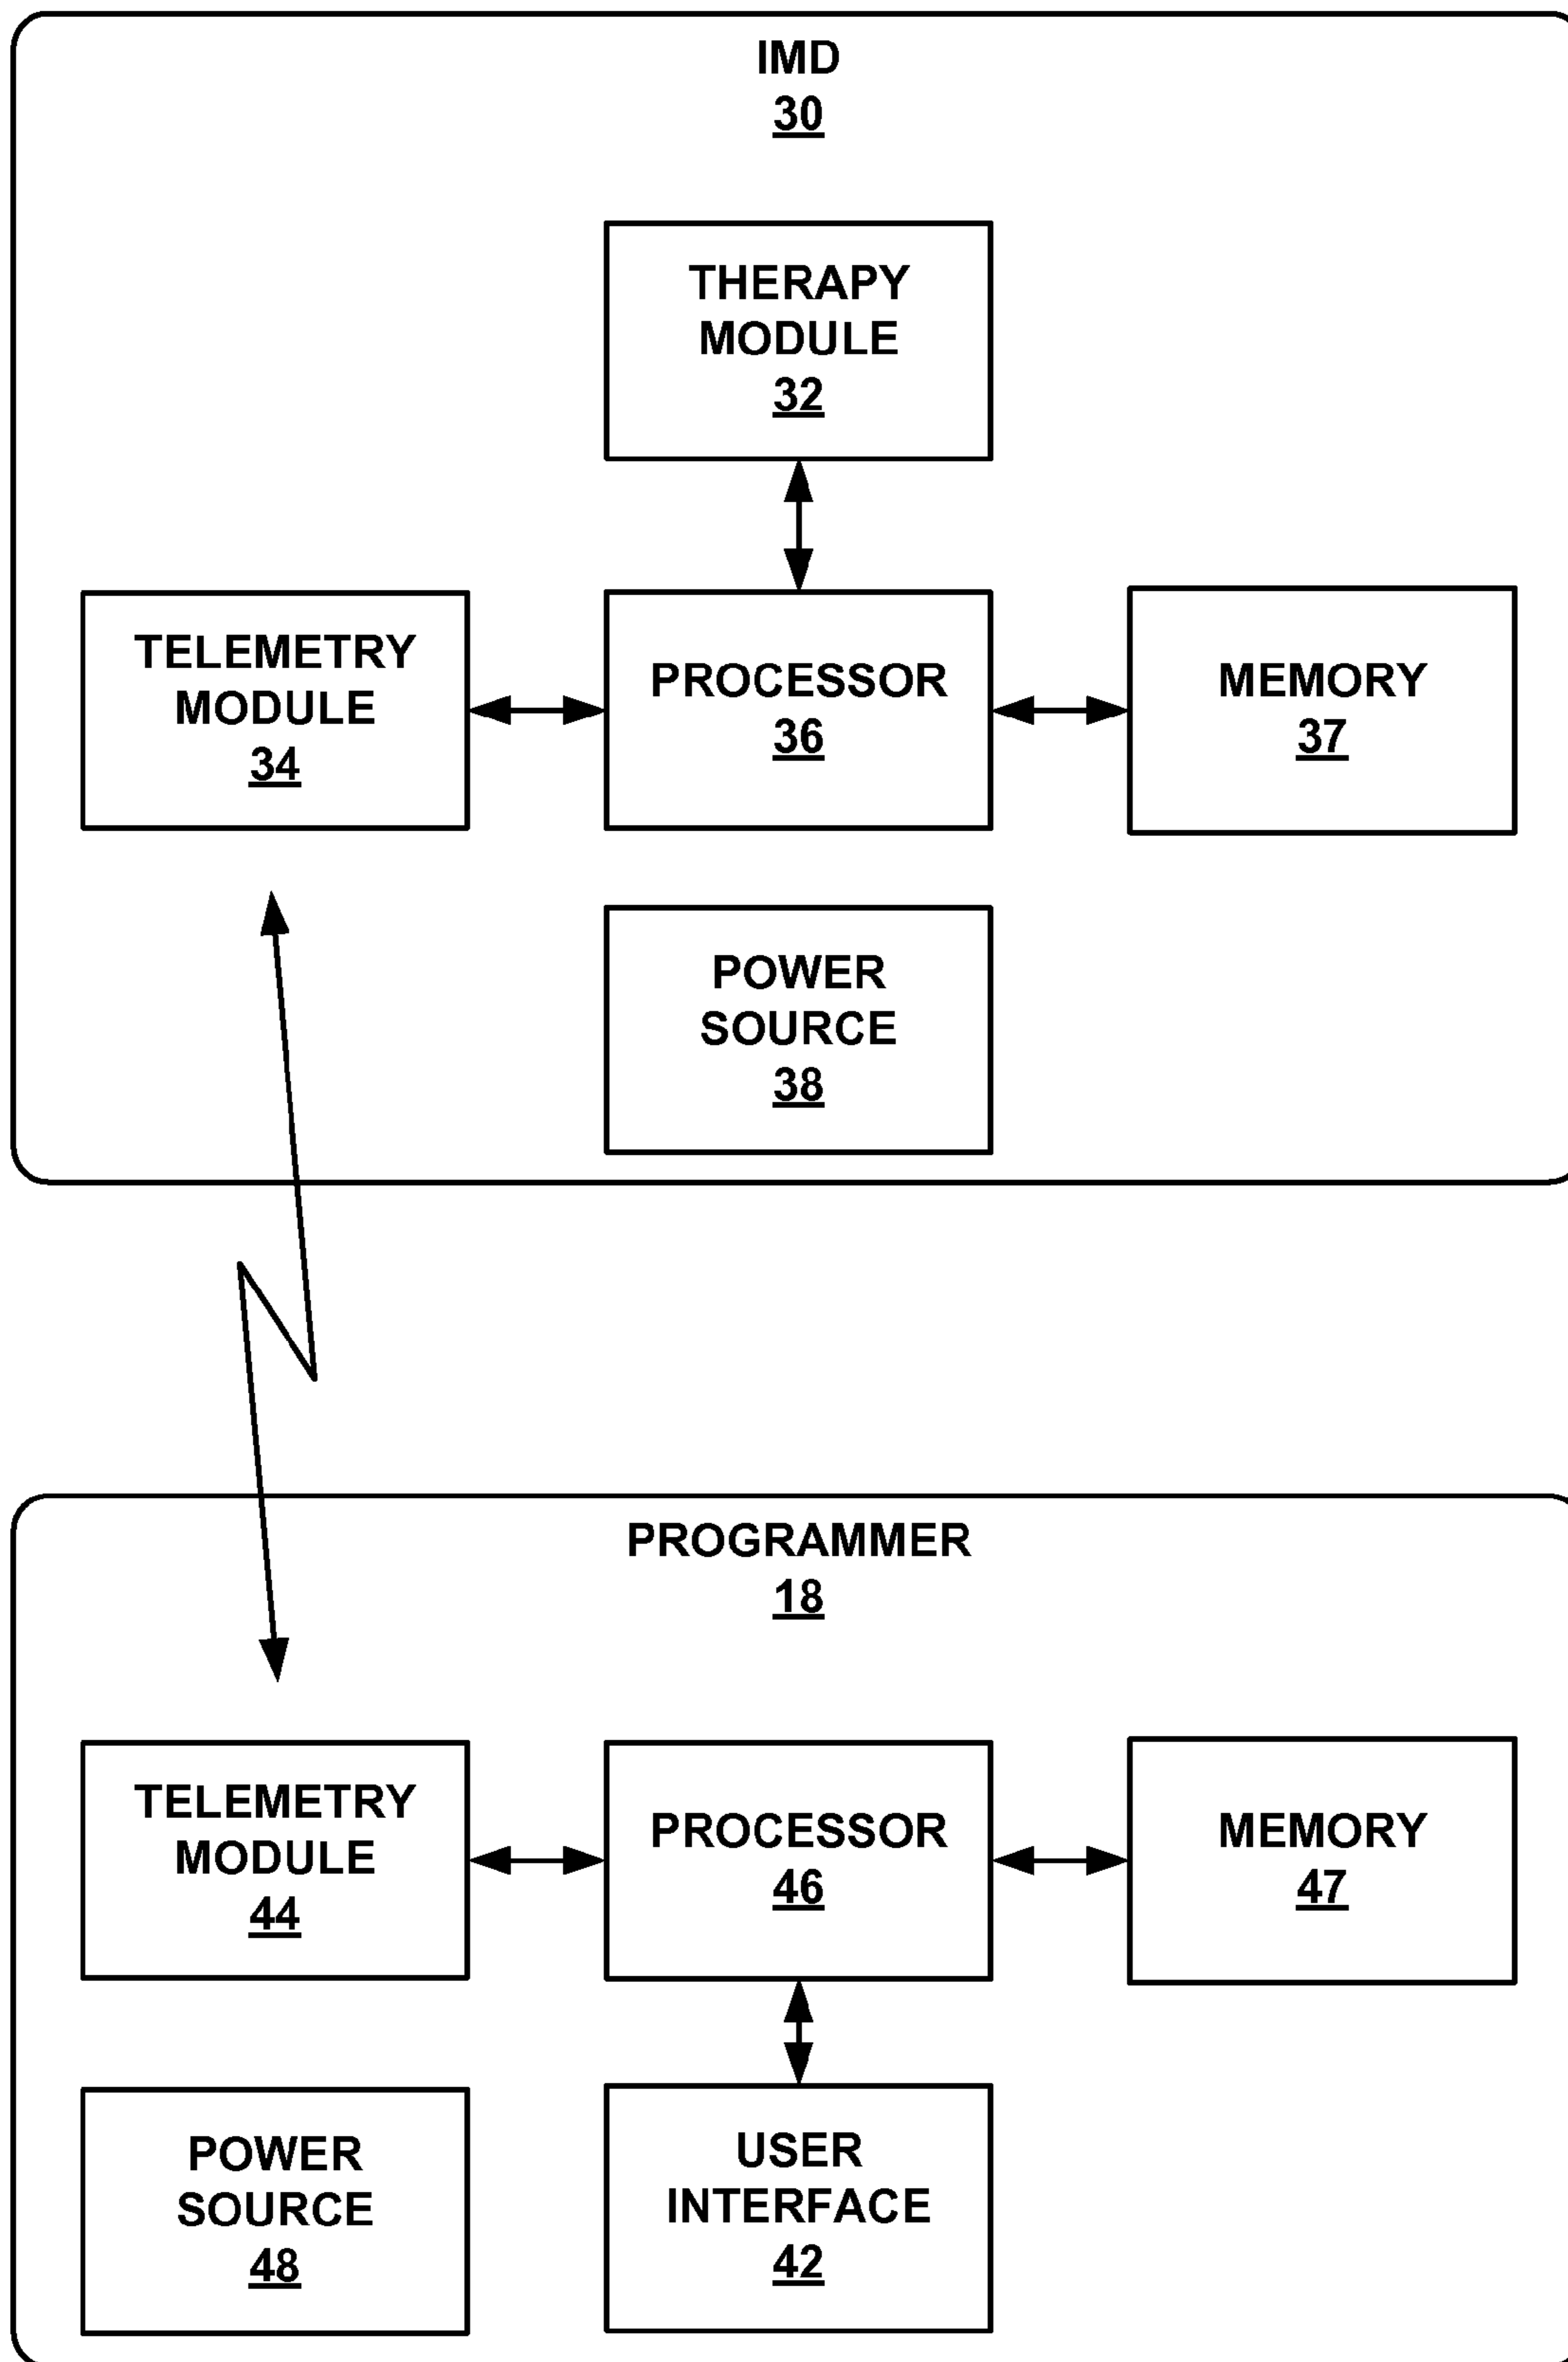 IMD
30
THERAPY
MODULE
32
TELEMETRY
MODULE
34
PROCESSOR
36
MEMORY
37
POWER
SOURCE
38
PROGRAMMER
18
TELEMETRY
MODULE
44
PROCESSOR
46
MEMORY
47
POWER
SOURCE
48
USER
INTERFACE
42